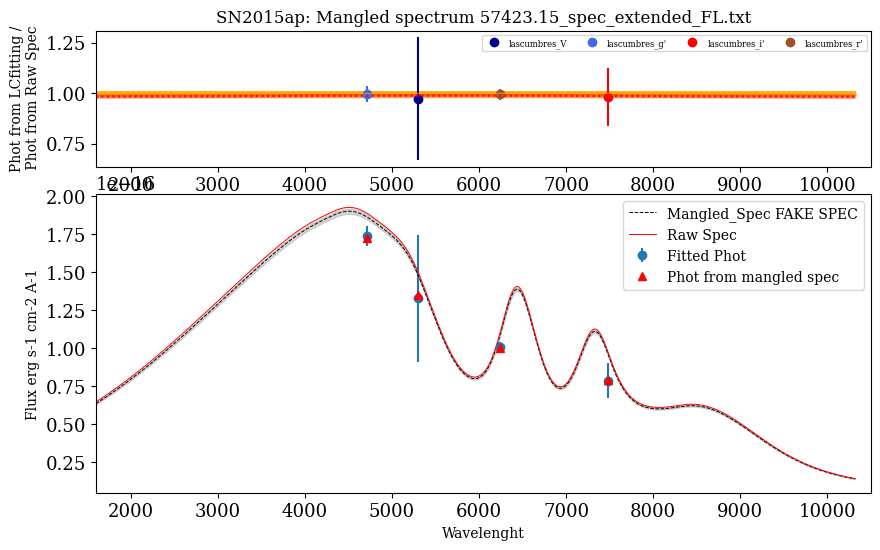 SN2015ap: Mangled spectrum 57423.15_spec_extended_FL.txt
Phot from LCfitting /
Phot from Raw Spec
1.25
1.00
0.75
lascumbres_V
lascumbres_g'
lascumbres_i'
lascumbres_r'
2000 3000 4000 5000 6000 7000 8000 9000 10000
1e−16
Flux erg s-1 cm-2 A-1
2.00
1.75
1.50
1.25
1.00
0.75
0.50
0.25
Mangled_Spec FAKE SPEC
Raw Spec
Fitted Phot
Phot from mangled spec
2000 3000 4000 5000 6000 7000 8000 9000 10000
Wavelenght